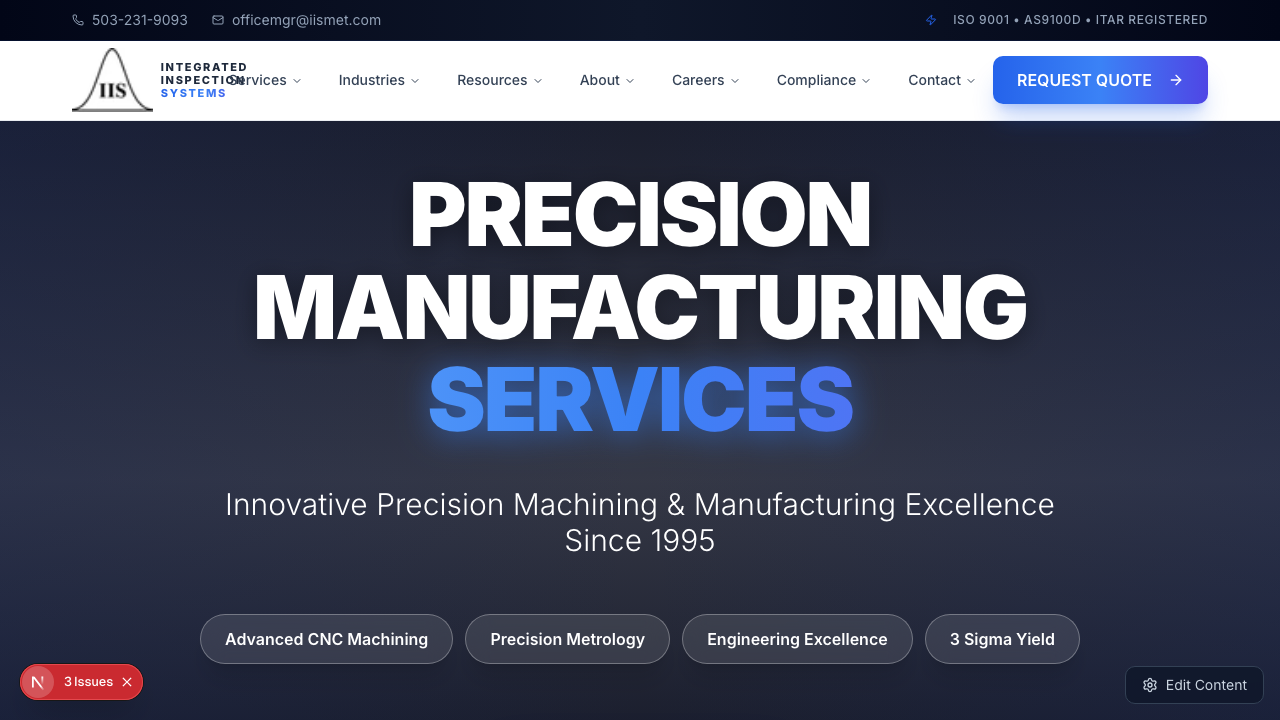 503-231-9093
officemgr@iismet.com
ISO 9001 • AS9100D • ITAR REGISTERED
IIS
INTEGRATED
INSPECTION
SYSTEMS
Services
Industries
Resources
About
Careers
Compliance
Contact
REQUEST QUOTE
PRECISION
MANUFACTURING
SERVICES
Innovative Precision Machining & Manufacturing Excellence
Since 1995
Advanced CNC Machining
Precision Metrology
Engineering Excellence
3 Sigma Yield
N
3 Issues
Edit Content